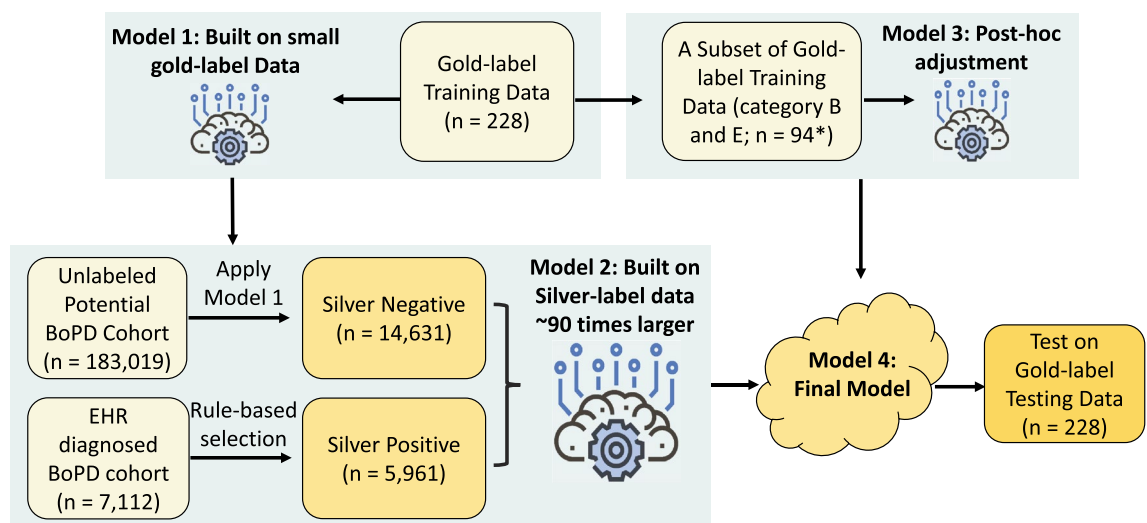 Model 1: Built on small
gold-label Data
Gold-label
Training Data
(n = 228)
A Subset of Gold-
label Training
Data (category B
and E; n = 94*)
Model 3: Post-hoc
adjustment
Unlabeled
Potential
BoPD Cohort
(n = 183,019)
Apply
Model 1
Silver Negative
(n = 14,631)
Model 2: Built on
Silver-label data
~90 times larger
EHR
diagnosed
BoPD cohort
(n = 7,112)
Rule-based
selection
Silver Positive
(n = 5,961)
Model 4:
Final Model
Test on
Gold-label
Testing Data
(n = 228)